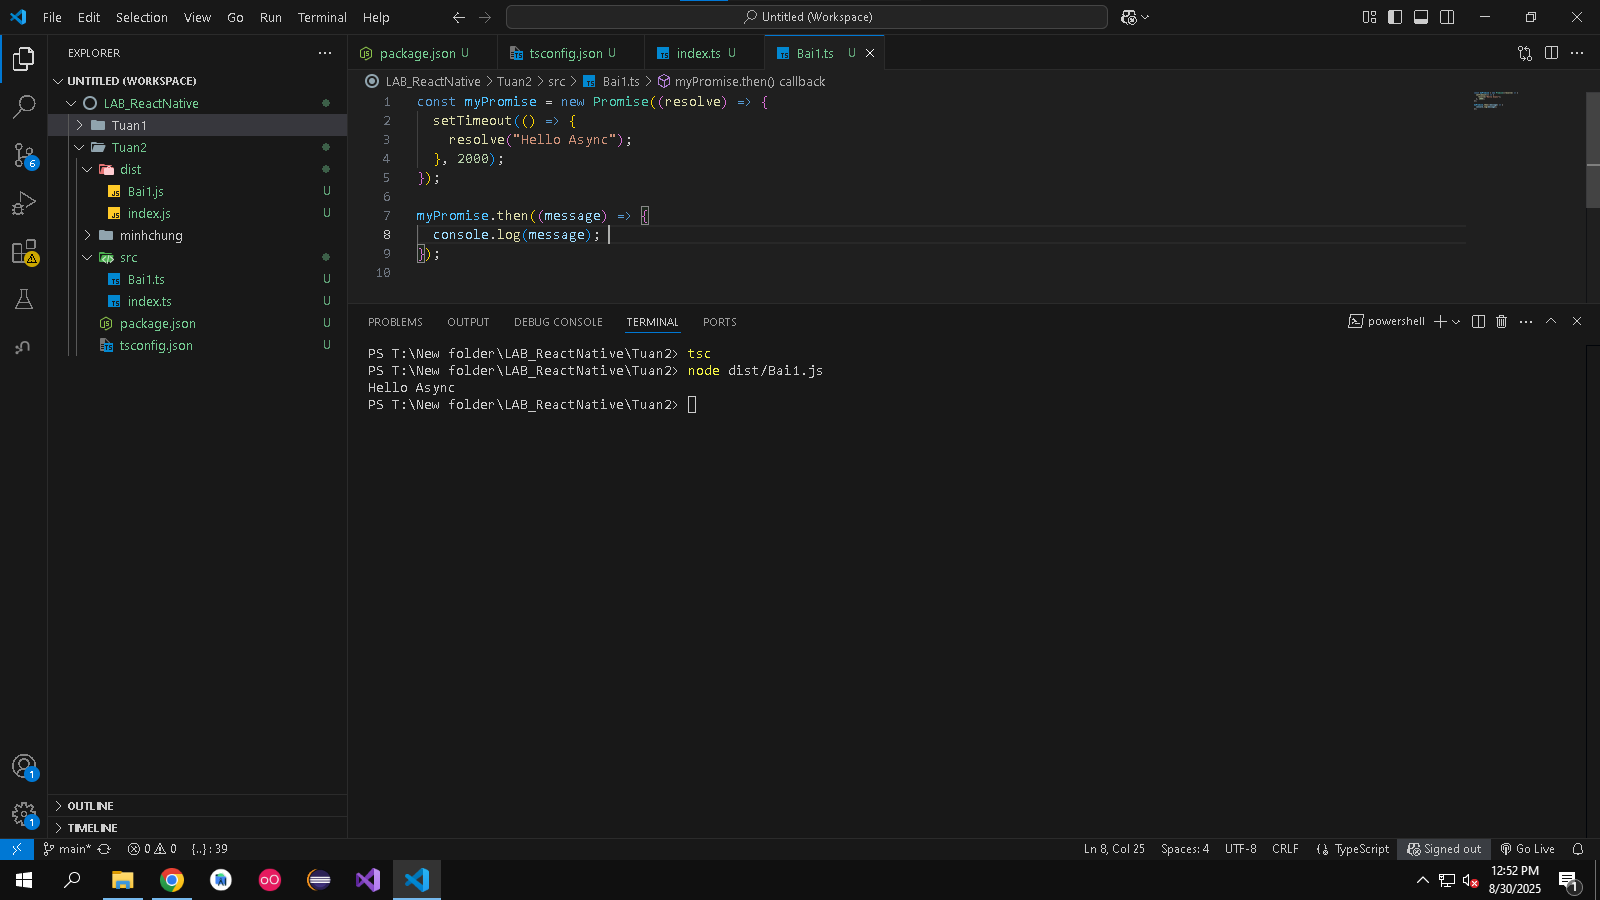 File Edit Selection View Go Run Terminal Help
Untitled (Workspace)
EXPLORER
UNTITLED (WORKSPACE)
LAB_ReactNative
Tuan1
Tuan2
dist
Bai1.js U
index.js U
minhchung
src
Bai1.ts U
index.ts U
package.json U
tsconfig.json U
OUTLINE
TIMELINE
6
1
1
package.json U tsconfig.json U index.ts U Bai1.ts U
LAB_ReactNative > Tuan2 > src > Bai1.ts > myPromise.then() callback
1 const myPromise = new Promise((resolve) => {
2 setTimeout(() => {
3 resolve("Hello Async");
4 }, 2000);
5 });
6
7 myPromise.then((message) => {
8 console.log(message);
9 });
10
PROBLEMS OUTPUT DEBUG CONSOLE TERMINAL PORTS
powershell
PS T:\New folder\LAB_ReactNative\Tuan2> tsc
PS T:\New folder\LAB_ReactNative\Tuan2> node dist/Bai1.js
Hello Async
PS T:\New folder\LAB_ReactNative\Tuan2>
main* 0 0 {..} : 39
Ln 8, Col 25 Spaces: 4 UTF-8 CRLF TypeScript Signed out Go Live
12:52 PM
8/30/2025
1